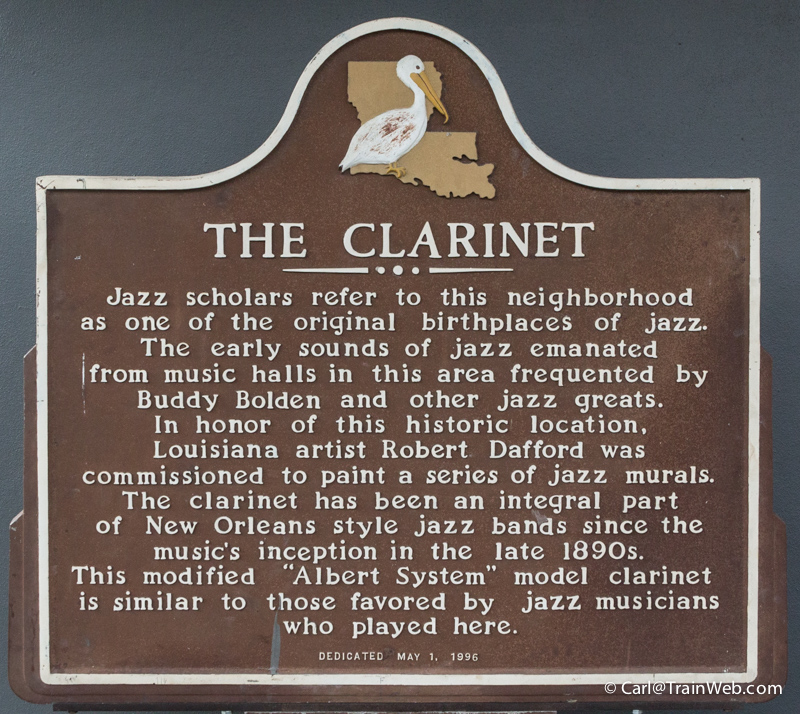 THE CLARINET
Jazz scholars refer to this neighborhood
as one of the original birthplaces of jazz.
The early sounds of jazz emanated
from music halls in this area frequented by
Buddy Bolden and other jazz greats.
In honor of this historic location,
Louisiana artist Robert Dafford was
commissioned to paint a series of jazz murals.
The clarinet has been an integral part
of New Orleans style jazz bands since the
music's inception in the late 1890s.
This modified "Albert System" model clarinet
is similar to those favored by jazz musicians
who played here.
DEDICATED MAY 1, 1996
© Carl@TrainWeb.com